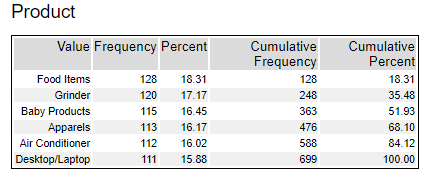 Product
Value Frequency Percent Cumulative Frequency Cumulative Percent
Food Items 128 18.31 128 18.31
Grinder 120 17.17 248 35.48
Baby Products 115 16.45 363 51.93
Apparels 113 16.17 476 68.10
Air Conditioner 112 16.02 588 84.12
Desktop/Laptop 111 15.88 699 100.00